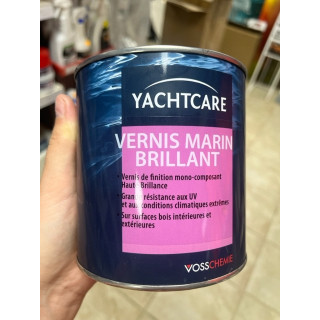 YACHTCARE
VERNIS MARIN
BRILLANT
• Vernis de finition mono-composant
Haute Brillance
• Grande résistance aux UV
et aux conditions climatiques extrêmes
• Sur surfaces bois intérieures et
extérieures
VOSSCHEMIE